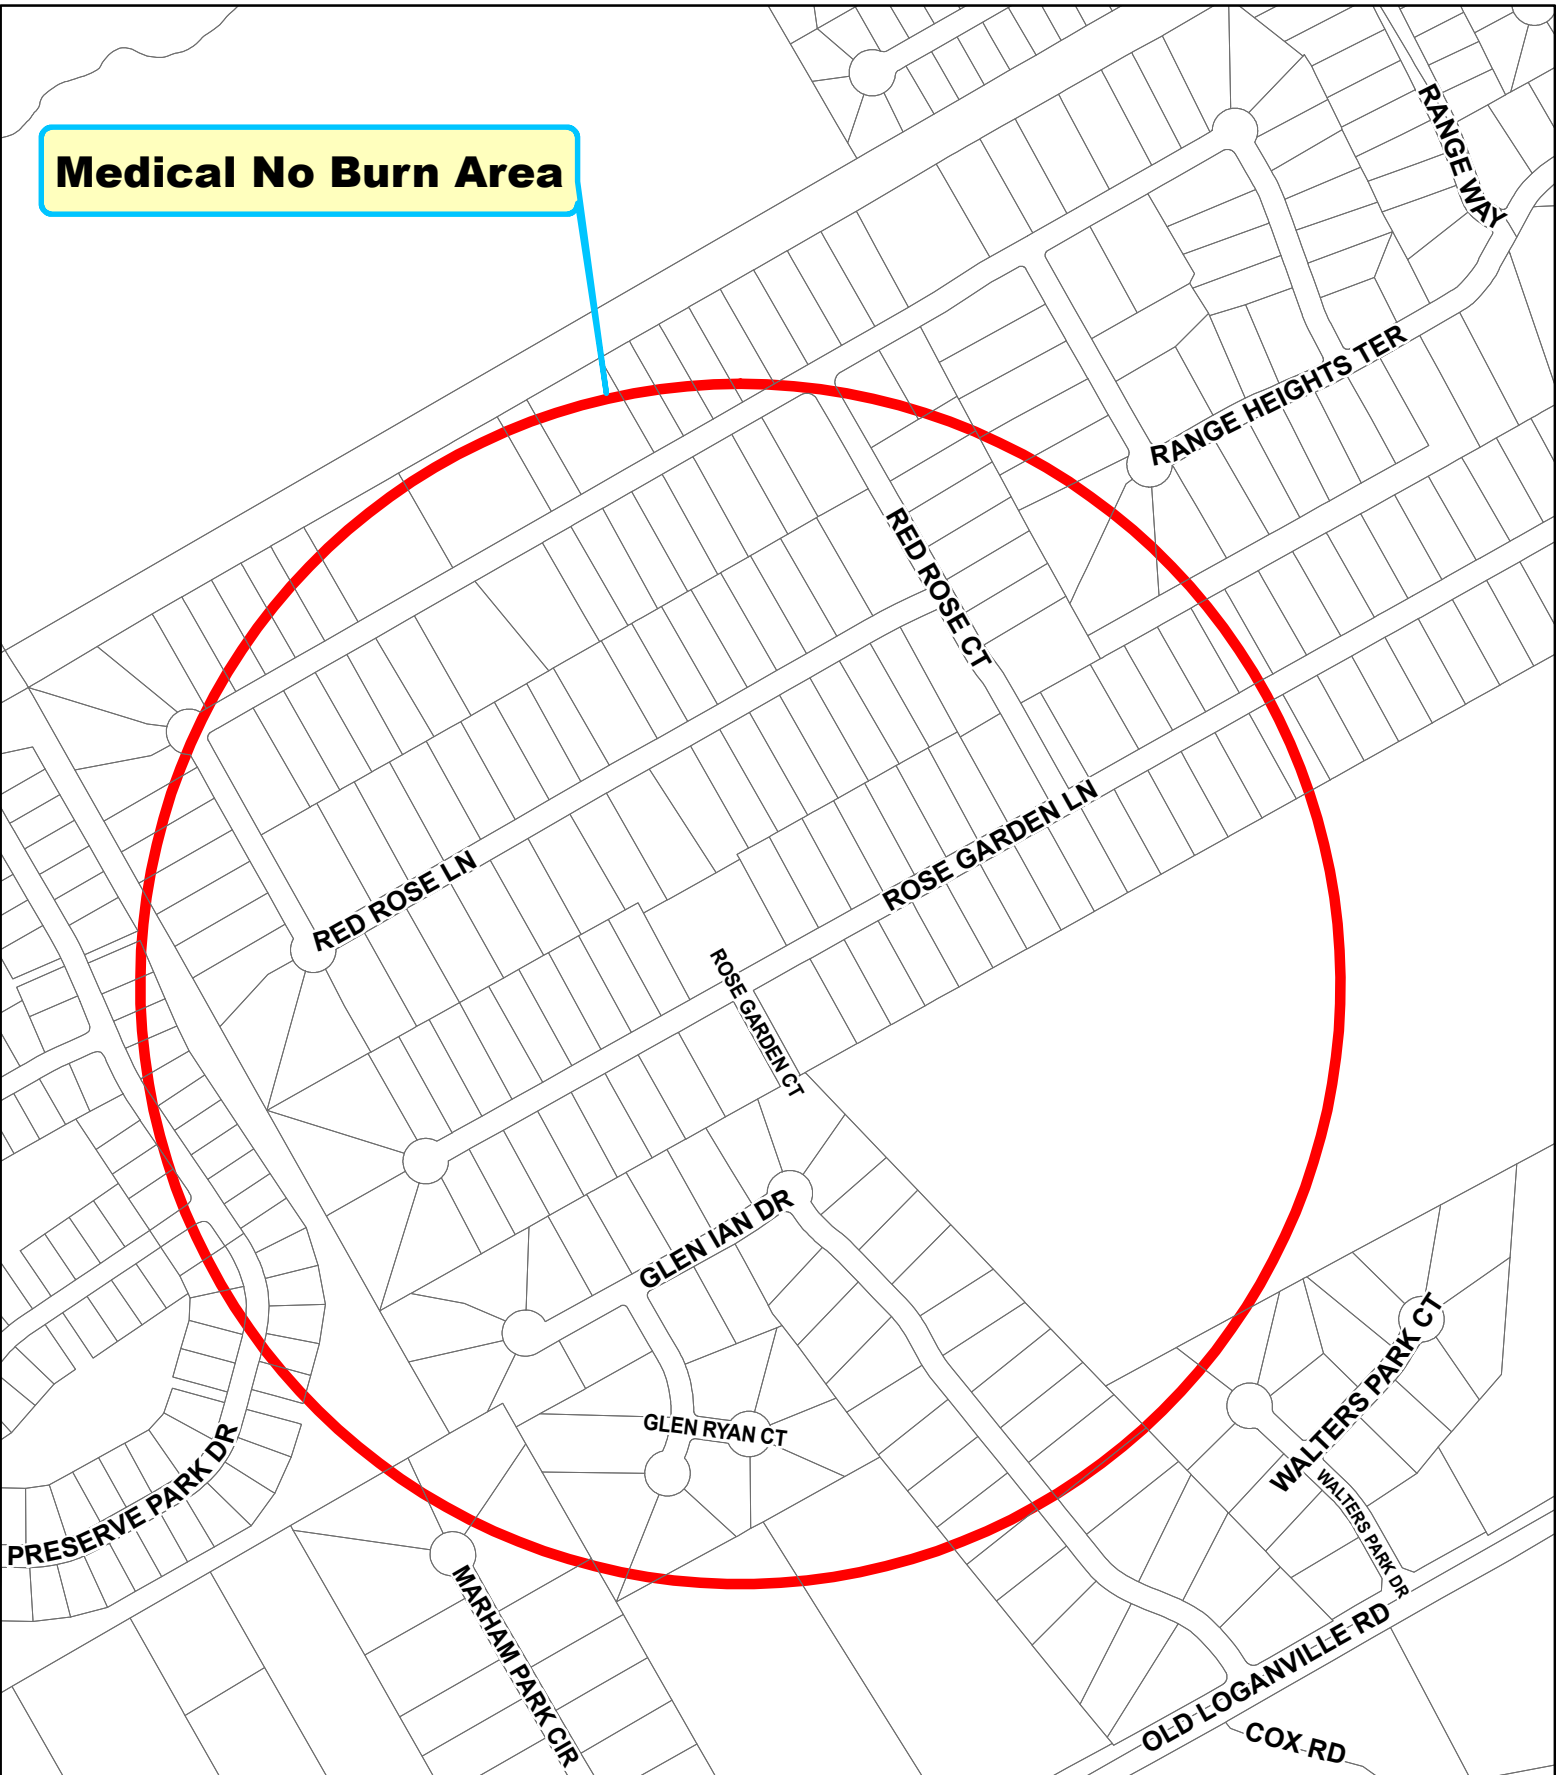 RANGE WAY
Medical No Burn Area
RANGE HEIGHTS TER
RED ROSE CT
RED ROSE LN
ROSE GARDEN LN
ROSE GARDEN CT
GLEN IAN DR
GLEN RYAN CT
WALTERS PARK CT
WALTERS PARK DR
PRESERVE PARK DR
MARHAM PARK CIR
OLD LOGANVILLE RD
COX RD